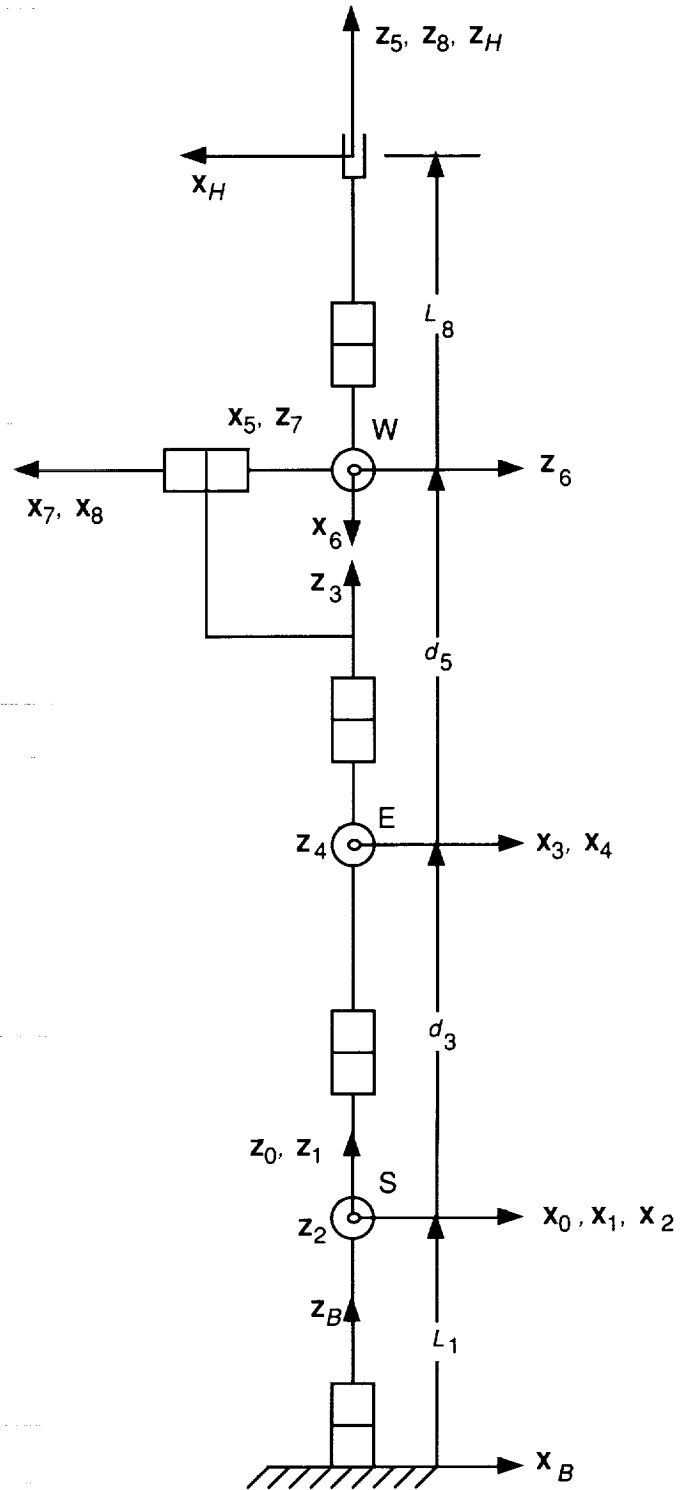 z5, z8, zH
xH
L8
x5, z7
W
z6
x7, x8
x6
z3
d5
E
z4
x3, x4
d3
z0, z1
S
z2
x0, x1, x2
zB
L1
xB